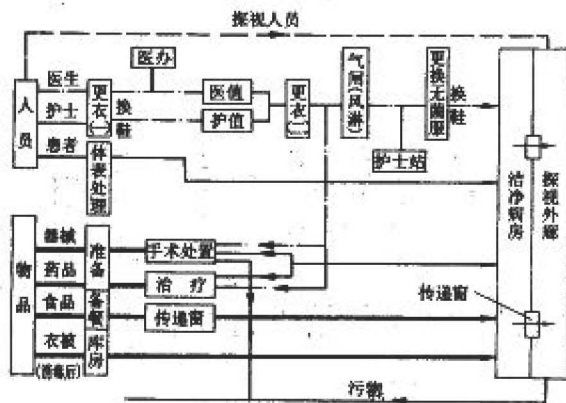 探视人员
医办
医生
护士
患者
人员
更衣(一)
换鞋
医值
护值
更衣(二)
气闸(风淋)
更换无菌服
换鞋
护士站
体表处理
洁净病房
探视外廊
器械
药品
食品
衣被
(消毒后)
物品
准备
备餐
库房
手术处置
治疗
传递窗
传递窗
污物